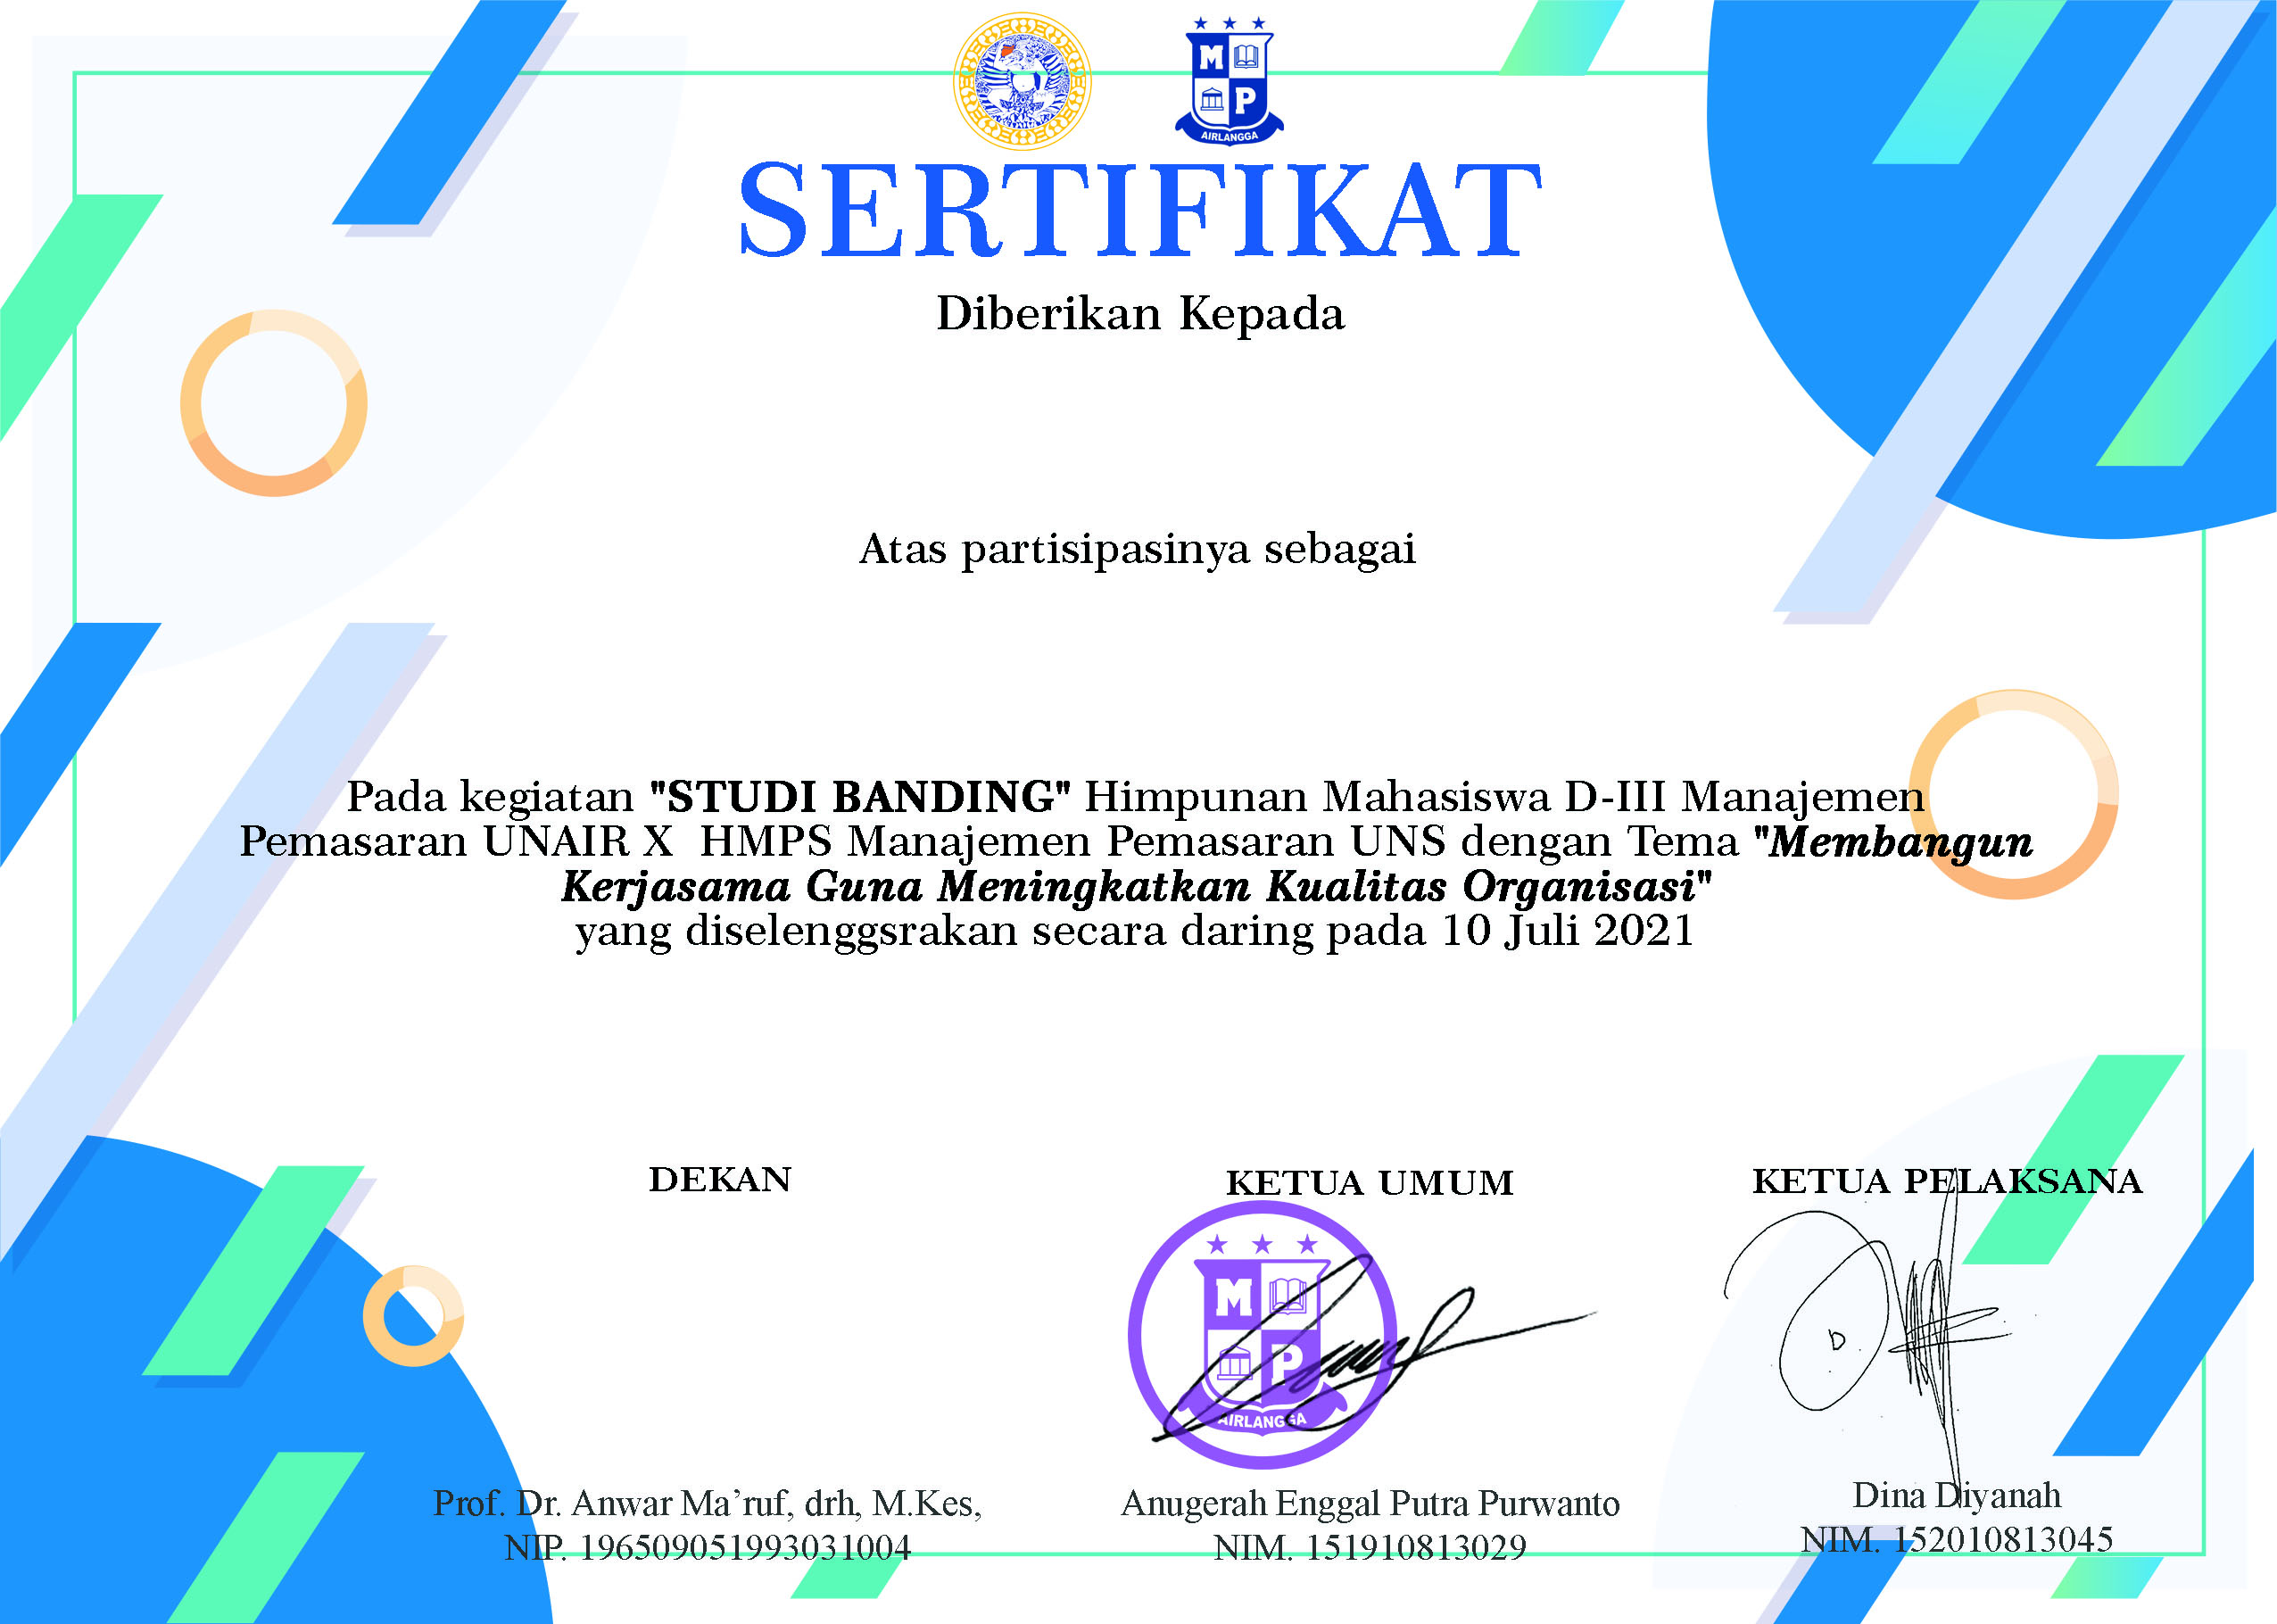 M
P
AIRLANGGA
SERTIFIKAT
Diberikan Kepada
Atas partisipasinya sebagai
Pada kegiatan "STUDI BANDING" Himpunan Mahasiswa D-III Manajemen
Pemasaran UNAIR X HMPS Manajemen Pemasaran UNS dengan Tema "Membangun
Kerjasama Guna Meningkatkan Kualitas Organisasi"
yang diselenggsrakan secara daring pada 10 Juli 2021
DEKAN
Prof. Dr. Anwar Ma’ruf, drh, M.Kes,
NIP. 196509051993031004
KETUA UMUM
M
P
AIRLANGGA
Anugerah Enggal Putra Purwanto
NIM. 151910813029
KETUA PELAKSANA
D
Dina Diyanah
NIM. 152010813045